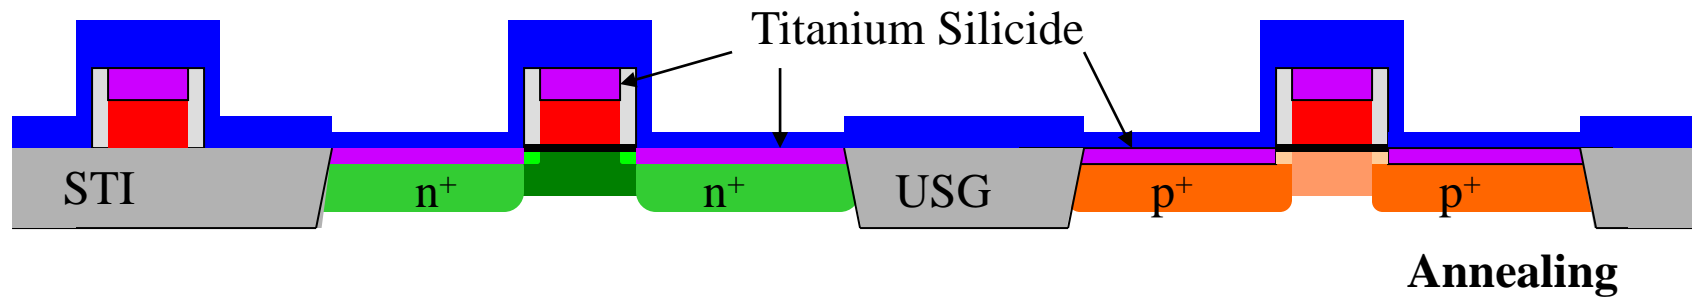 Titanium Silicide
STI
n⁺
n⁺
USG
p⁺
p⁺
Annealing